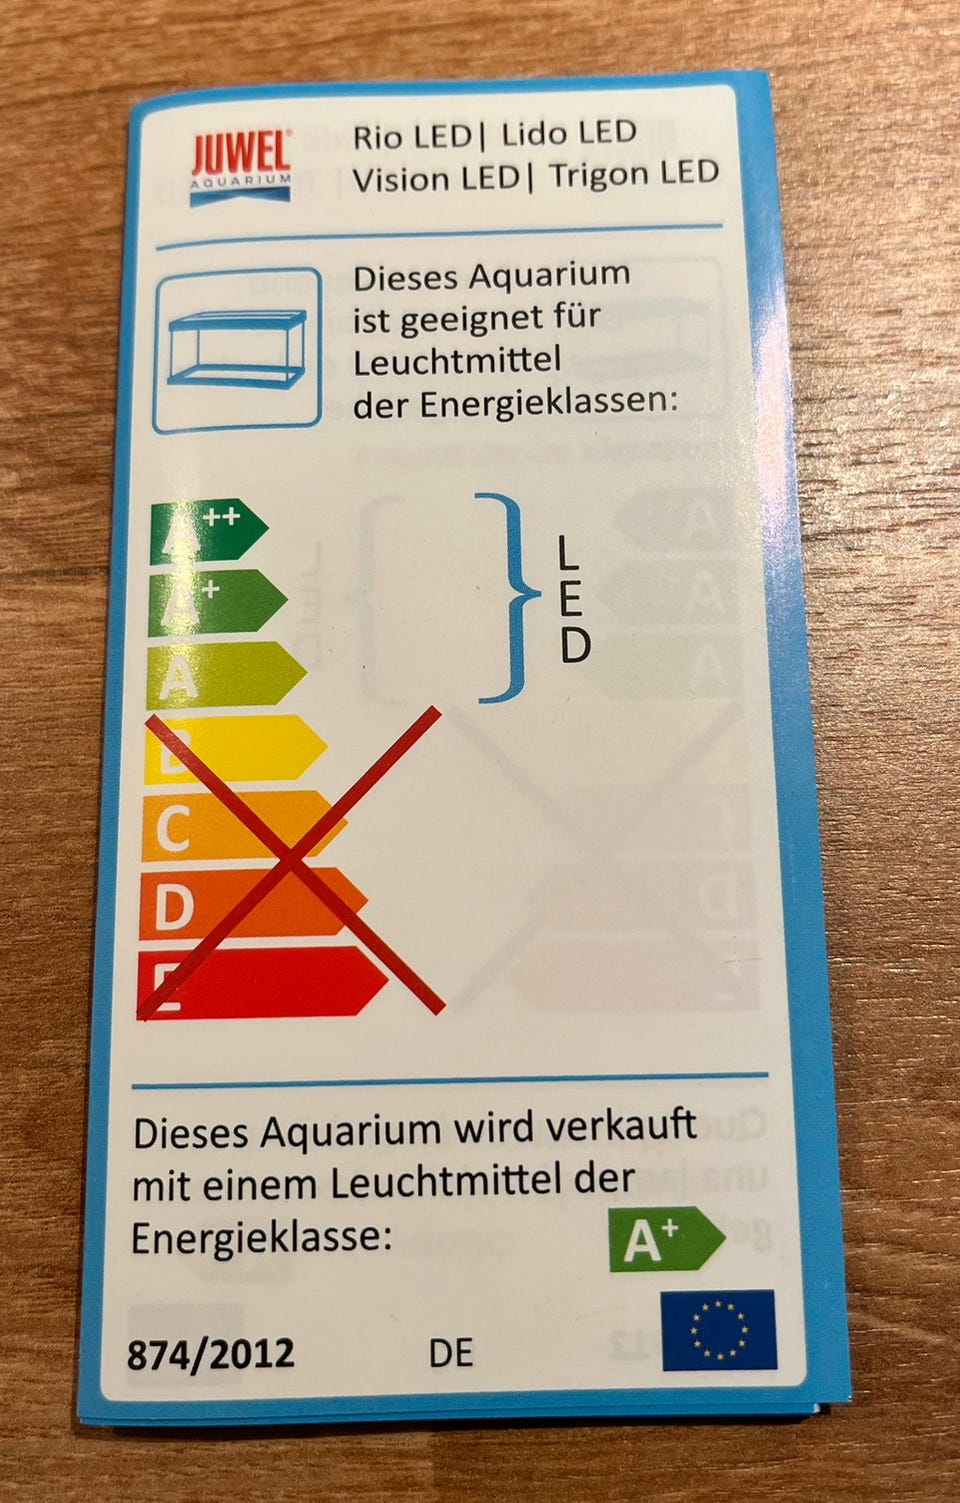 JUWEL®
AQUARIUM
Rio LED| Lido LED
Vision LED| Trigon LED
Dieses Aquarium
ist geeignet für
Leuchtmittel
der Energieklassen:
A++
A+
A
B
C
D
E
L
E
D
Dieses Aquarium wird verkauft
mit einem Leuchtmittel der
Energieklasse:
A+
874/2012
DE